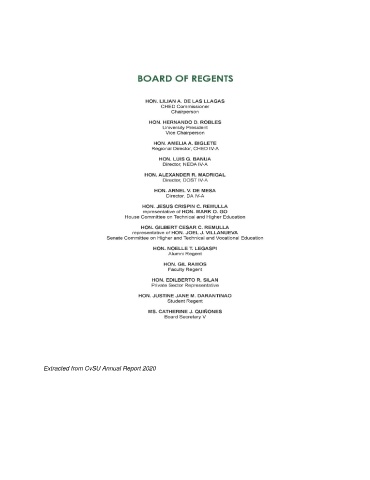 BOARD OF REGENTS
HON. LILIAN A. DE LAS LLAGAS
CHED Commissioner
Chairperson
HON. HERNANDO D. ROBLES
University President
Vice Chairperson
HON. AMELIA A. BIGLETE
Regional Director, CHED IV-A
HON. LUIS G. BANUA
Director, NEDA IV-A
HON. ALEXANDER R. MADRIGAL
Director, DOST IV-A
HON. ARNEL V. DE MESA
Director, DA IV-A
HON. JESUS CRISPIN C. REMULLA
representative of HON. MARK O. GO
House Committee on Technical and Higher Education
HON. GILBERT CESAR C. REMULLA
representative of HON. JOEL J. VILLANUEVA
Senate Committee on Higher and Technical and Vocational Education
HON. NOELLE T. LEGASPI
Alumni Regent
HON. GIL RAMOS
Faculty Regent
HON. EDILBERTO R. SILAN
Private Sector Representative
HON. JUSTINE JANE M. DARANTINAO
Student Regent
MS. CATHERINE J. QUIÑONES
Board Secretary V
Extracted from CvSU Annual Report 2020